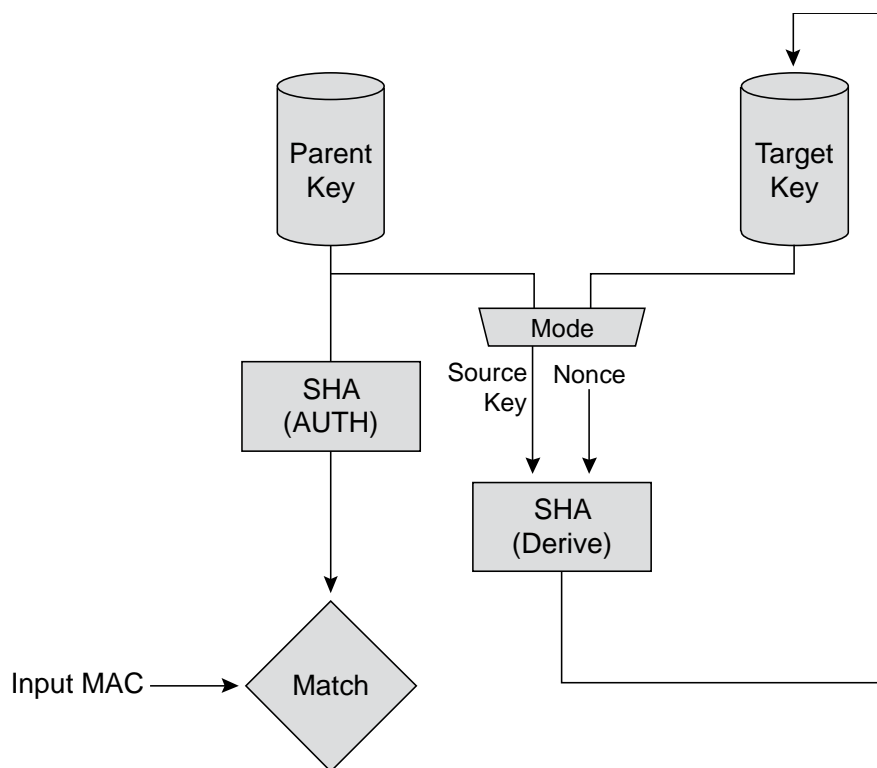 Parent
Key
Target
Key
Mode
Source
Key
Nonce
SHA
(AUTH)
SHA
(Derive)
Input MAC
Match